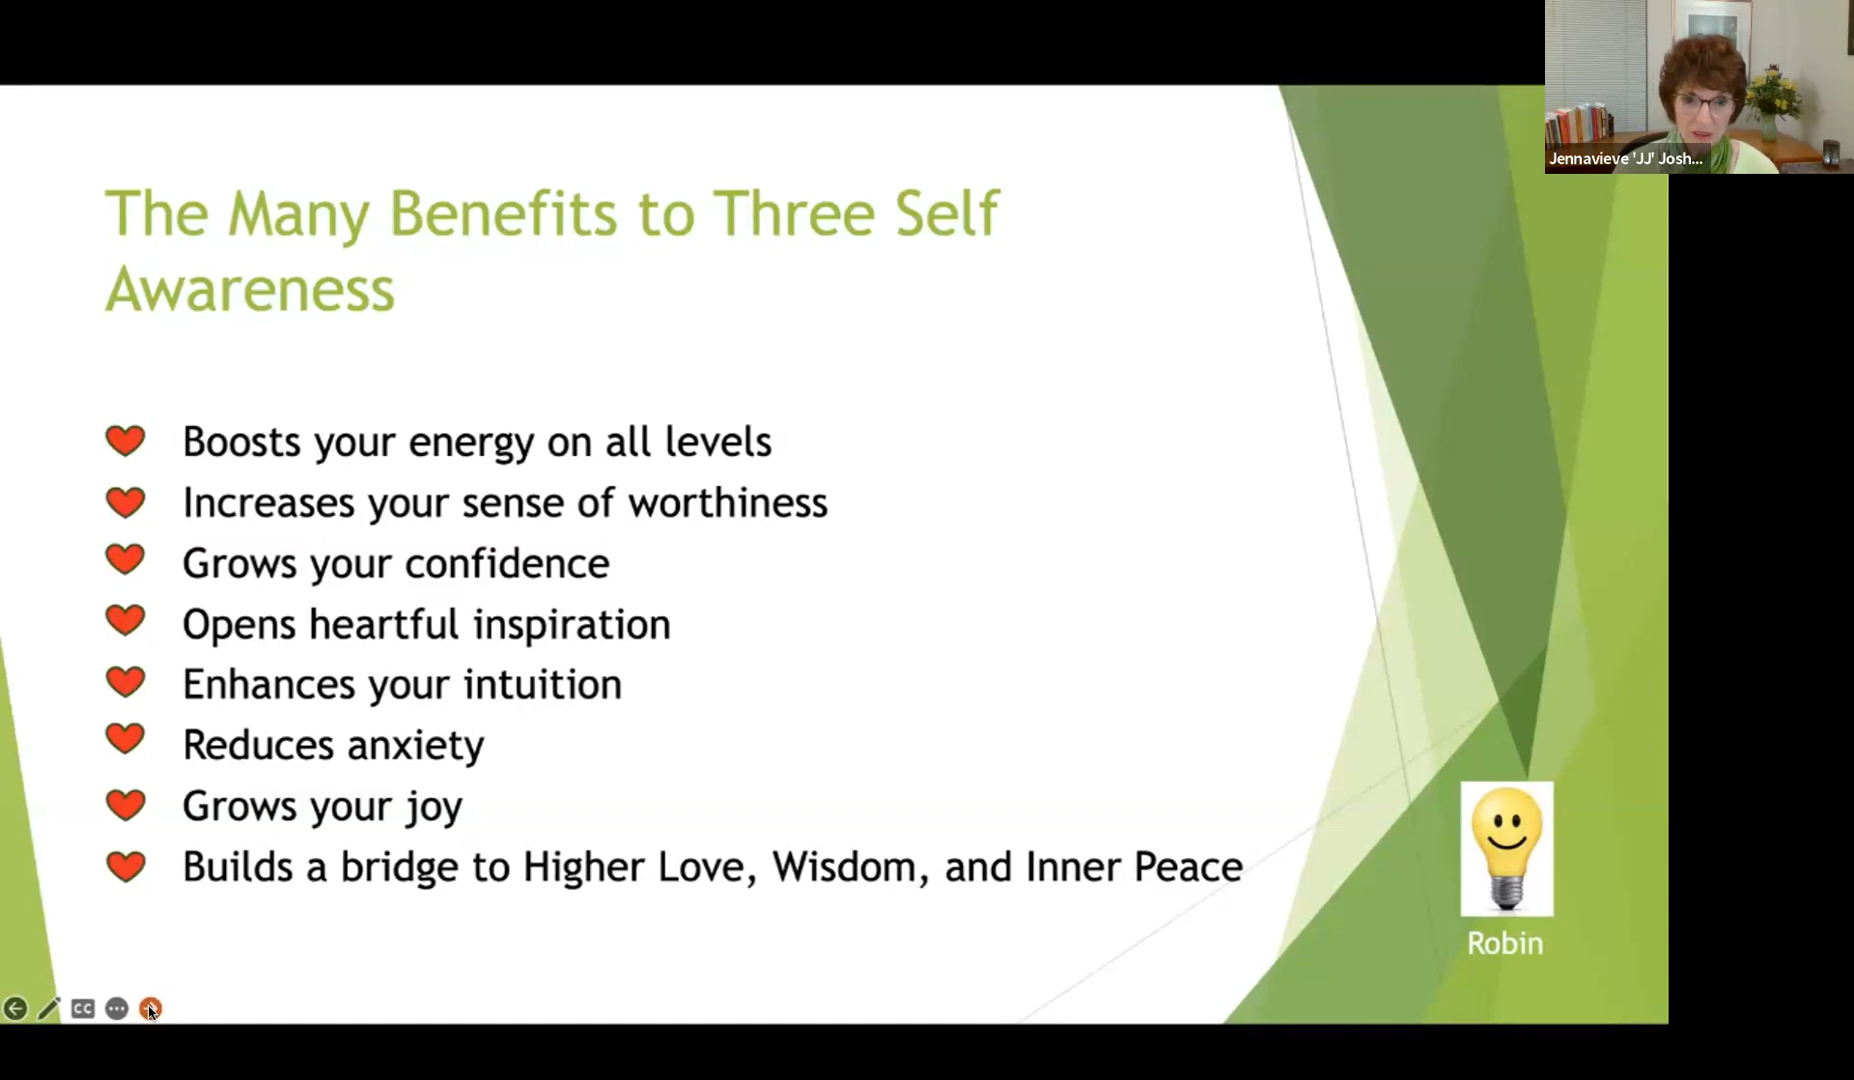 Jennavieve 'JJ' Josh...
The Many Benefits to Three Self
Awareness
Boosts your energy on all levels
Increases your sense of worthiness
Grows your confidence
Opens heartful inspiration
Enhances your intuition
Reduces anxiety
Grows your joy
Builds a bridge to Higher Love, Wisdom, and Inner Peace
Robin
CC